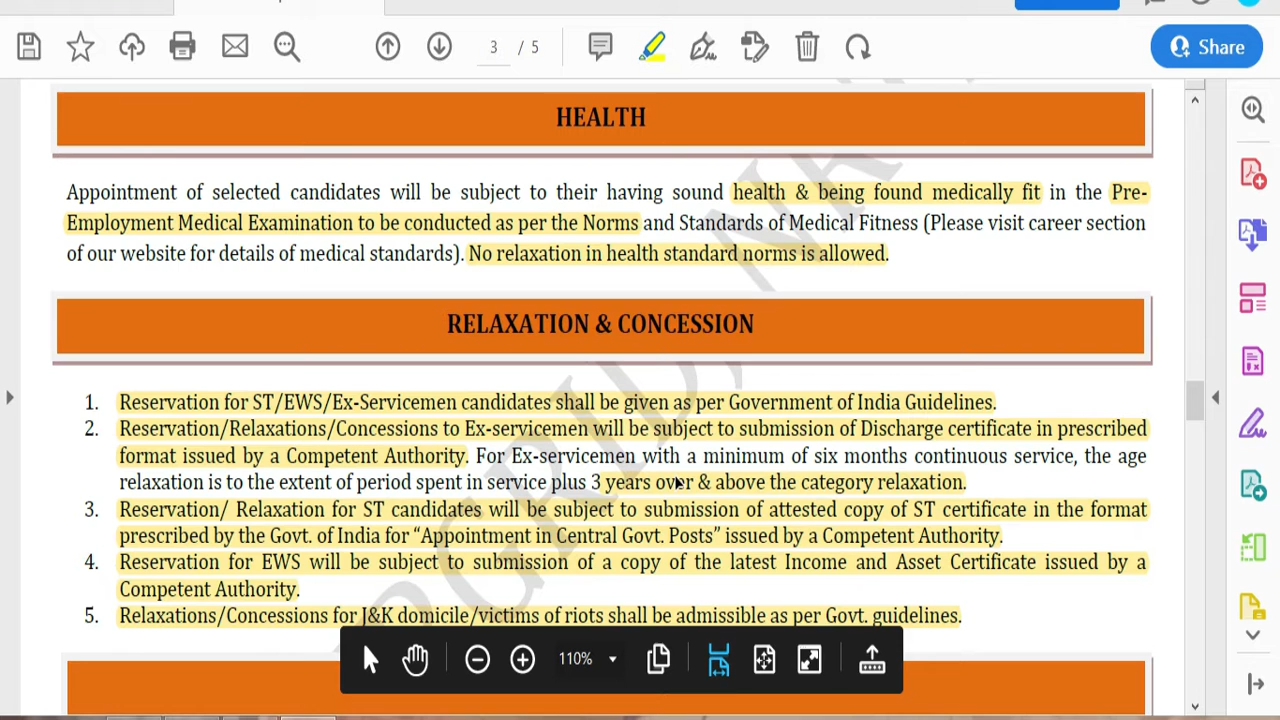 3 / 5
Share
HEALTH
Appointment of selected candidates will be subject to their having sound health & being found medically fit in the Pre-
Employment Medical Examination to be conducted as per the Norms and Standards of Medical Fitness (Please visit career section
of our website for details of medical standards). No relaxation in health standard norms is allowed.
RELAXATION & CONCESSION
1. Reservation for ST/EWS/Ex-Servicemen candidates shall be given as per Government of India Guidelines.
2. Reservation/Relaxations/Concessions to Ex-servicemen will be subject to submission of Discharge certificate in prescribed
format issued by a Competent Authority. For Ex-servicemen with a minimum of six months continuous service, the age
relaxation is to the extent of period spent in service plus 3 years over & above the category relaxation.
3. Reservation/ Relaxation for ST candidates will be subject to submission of attested copy of ST certificate in the format
prescribed by the Govt. of India for “Appointment in Central Govt. Posts” issued by a Competent Authority.
4. Reservation for EWS will be subject to submission of a copy of the latest Income and Asset Certificate issued by a
Competent Authority.
5. Relaxations/Concessions for J&K domicile/victims of riots shall be admissible as per Govt. guidelines.
110%